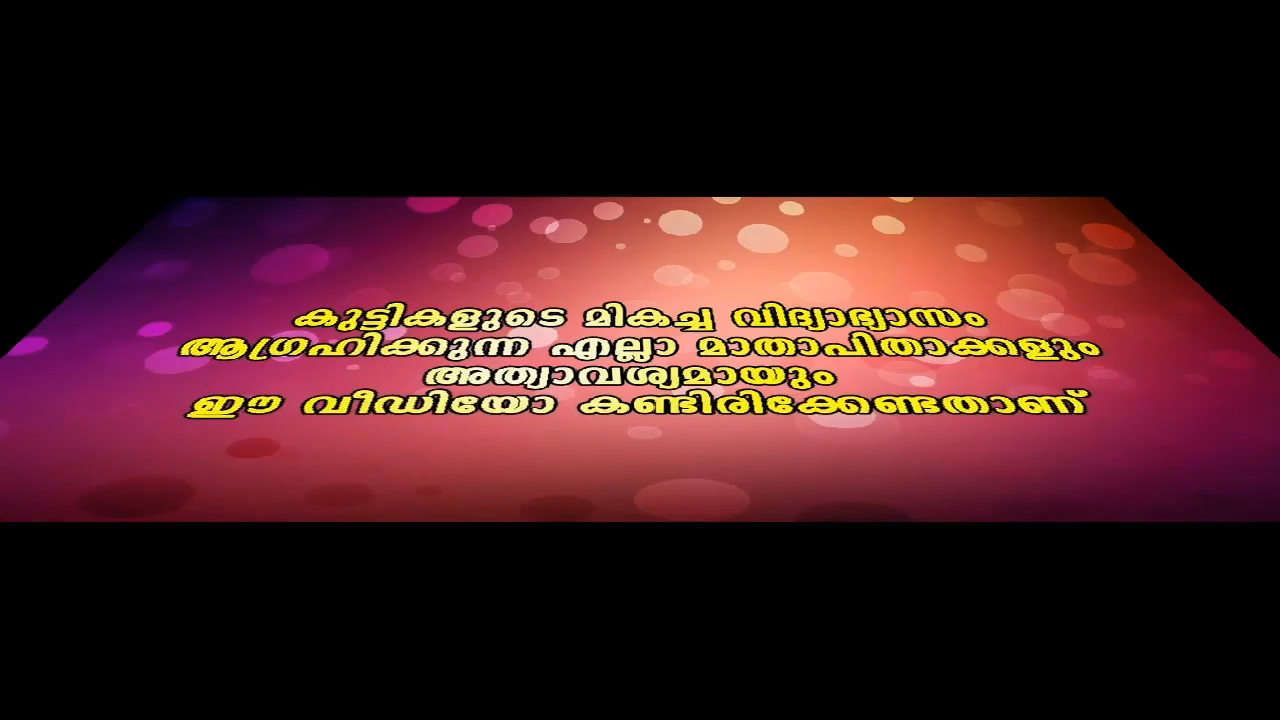 കുട്ടികളുടെ മികച്ച വിദ്യാഭ്യാസം
ആഗ്രഹിക്കുന്ന എല്ലാ മാതാപിതാക്കളും
അത്യാവശ്യമായും
ഈ വീഡിയോ കണ്ടിരിക്കേണ്ടതാണ്